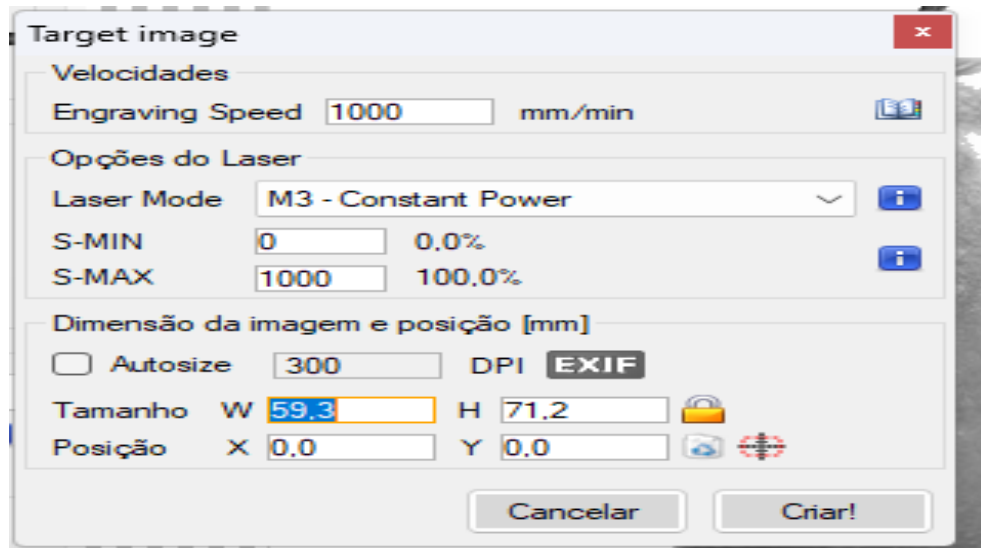 Target image
Velocidades
Engraving Speed 1000 mm/min
Opções do Laser
Laser Mode M3 - Constant Power
S-MIN 0 0,0%
S-MAX 1000 100,0%
Dimensão da imagem e posição [mm]
Autosize 300 DPI EXIF
Tamanho W 59,3 H 71,2
Posição X 0,0 Y 0,0
Cancelar Criar!